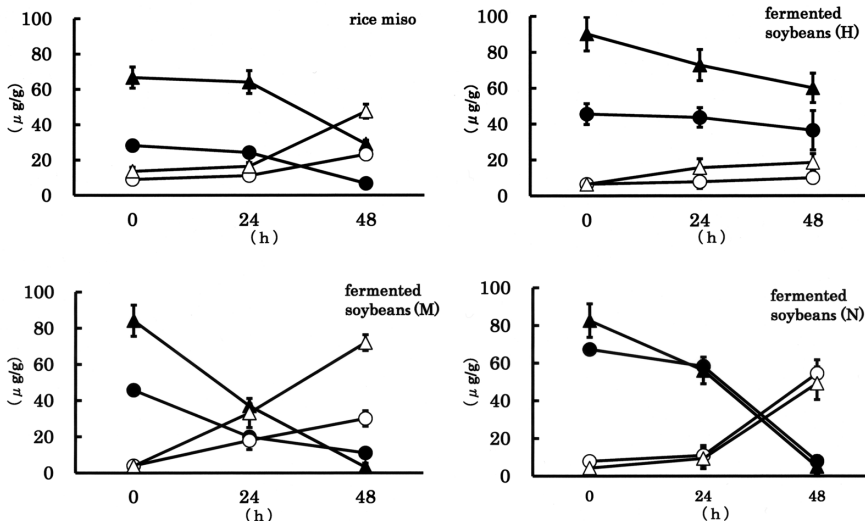 rice miso
(μg/g)
100
80
60
40
20
0
0 24 48
(h)
fermented
soybeans (H)
(μg/g)
100
80
60
40
20
0
0 24 48
(h)
fermented
soybeans (M)
(μg/g)
100
80
60
40
20
0
0 24 48
(h)
fermented
soybeans (N)
(μg/g)
100
80
60
40
20
0
0 24 48
(h)